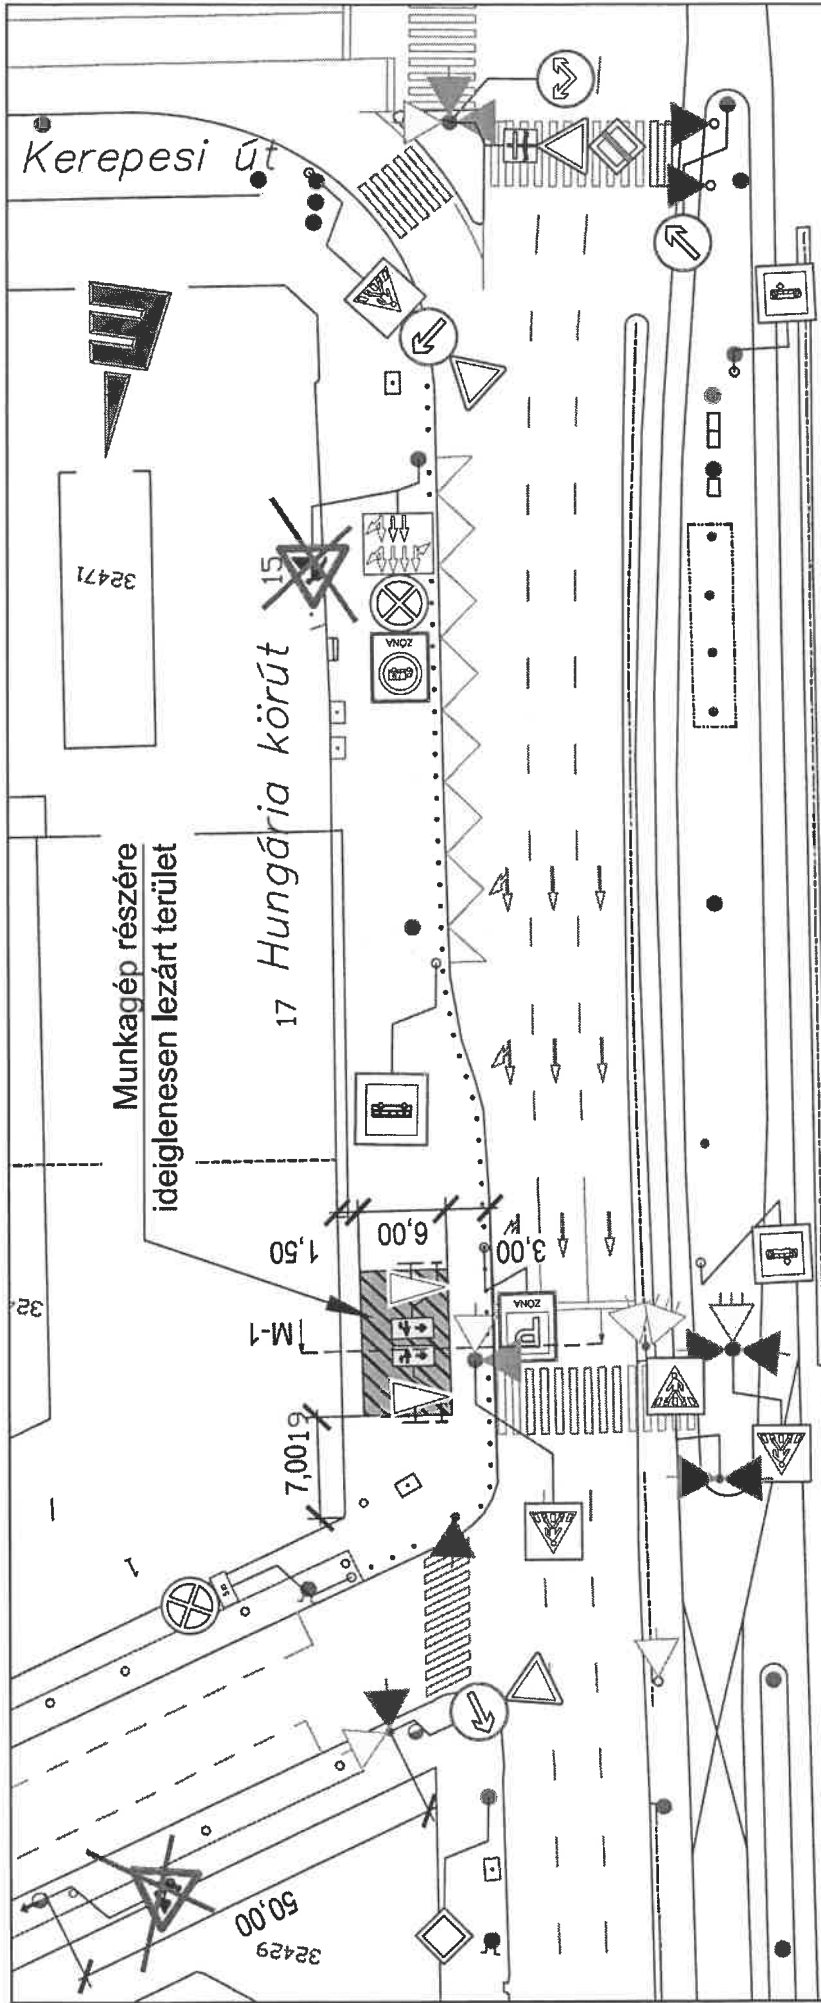 Kerepesi út
32471
15
ZÓNA
17 Hungária körút
Munkagép részére
ideiglenesen lezárt terület
1,50
6,00
3,00
M-1
ZÓNA
P
7,00
19
1
50,00
32429